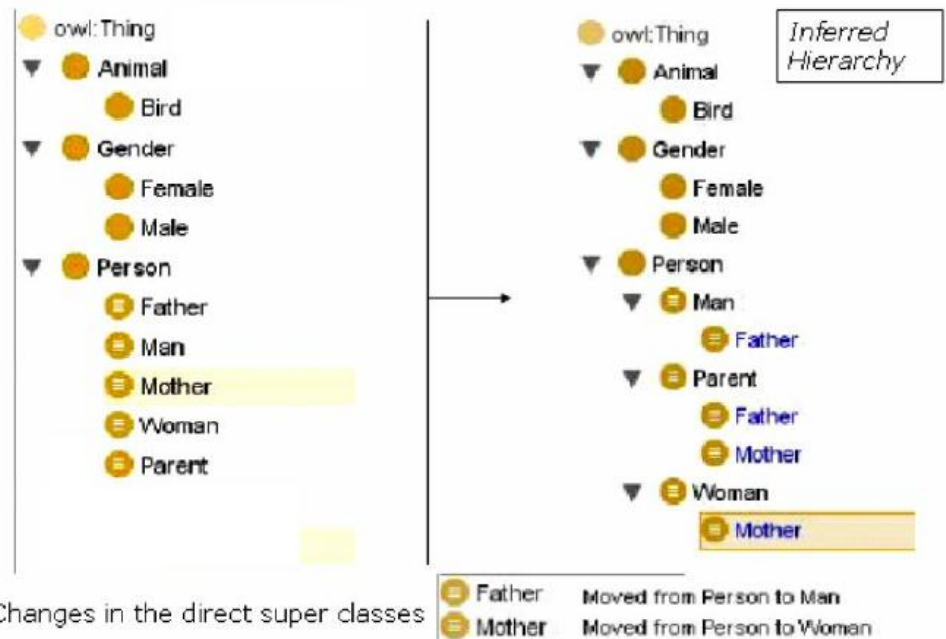 owl:Thing
Animal
Bird
Gender
Female
Male
Person
Father
Man
Mother
Woman
Parent
Inferred
Hierarchy
owl:Thing
Animal
Bird
Gender
Female
Male
Person
Man
Father
Parent
Father
Mother
Woman
Mother
Changes in the direct super classes
Father Moved from Person to Man
Mother Moved from Person to Woman